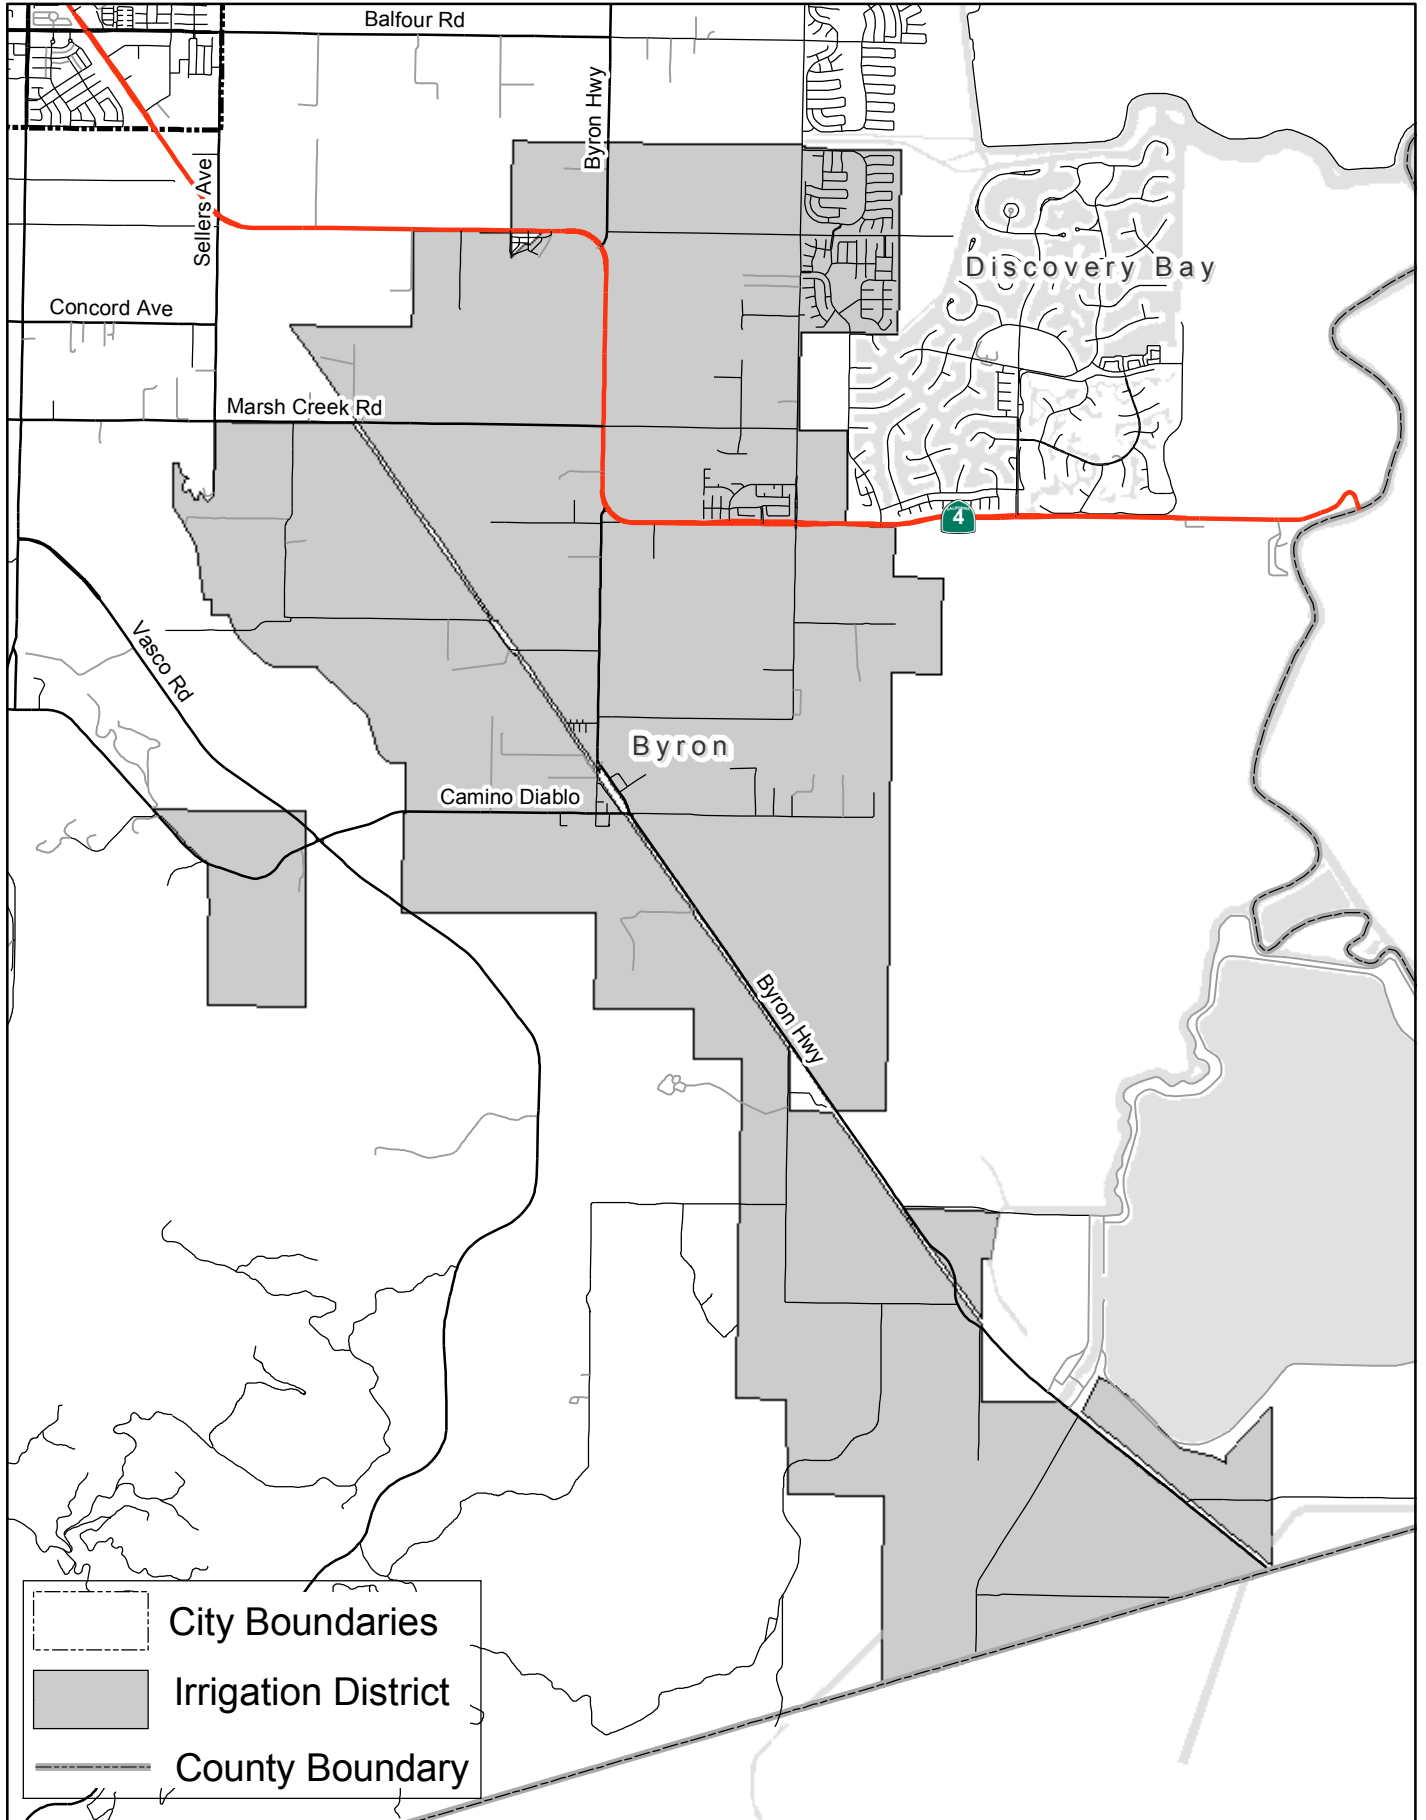 Balfour Rd
Byron Hwy
Sellers Ave
Discovery Bay
Concord Ave
Marsh Creek Rd
4
Vasco Rd
Byron
Camino Diablo
Byron Hwy
City Boundaries
Irrigation District
County Boundary